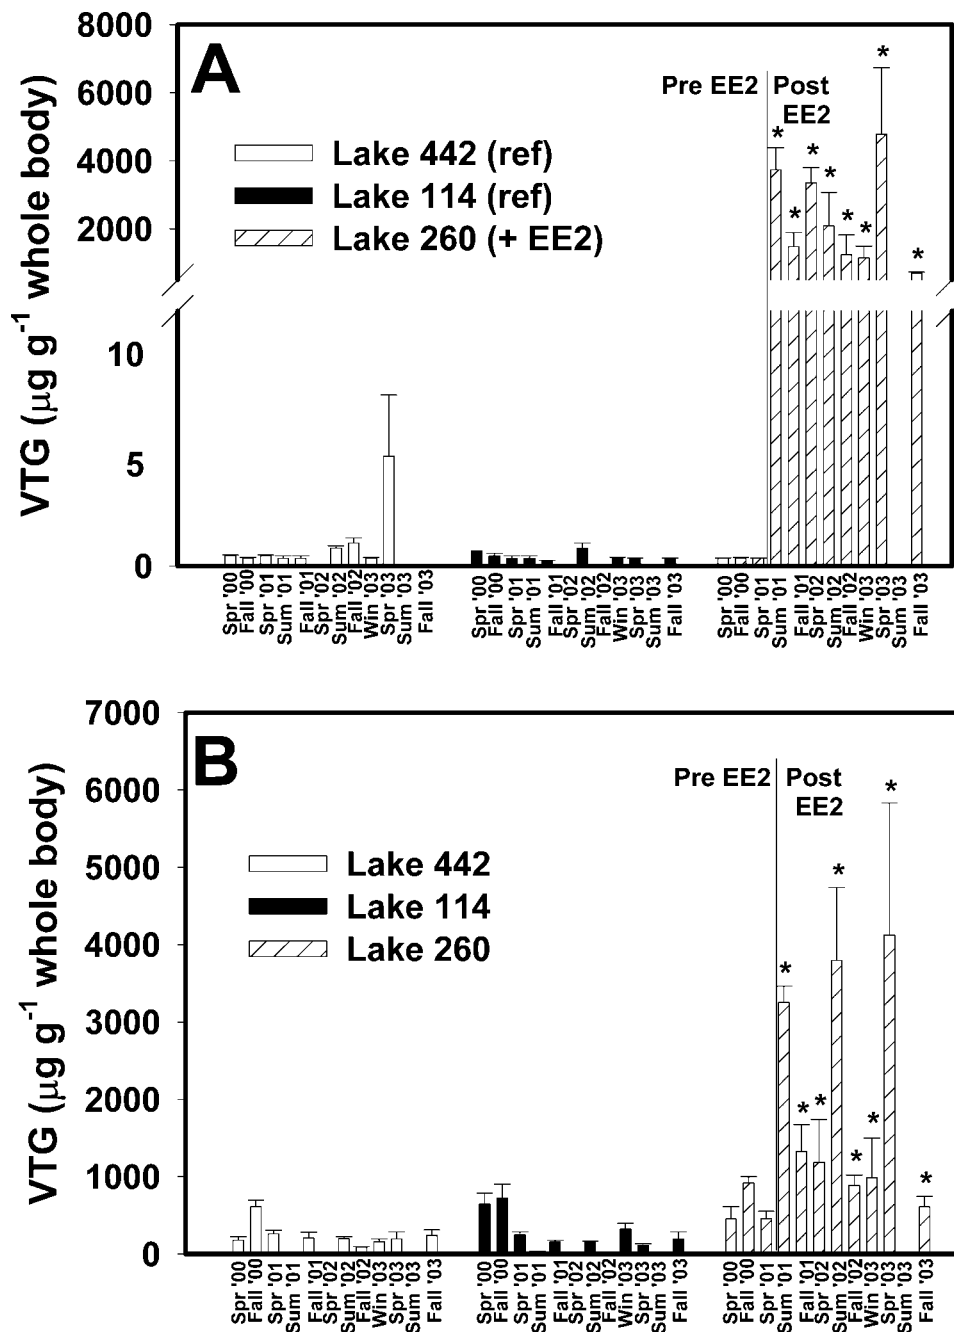 A
VTG (µg g-1 whole body)
8000
6000
4000
2000
10
5
0
Pre EE2
Post
EE2
Lake 442 (ref)
Lake 114 (ref)
Lake 260 (+ EE2)
* * * * * * * *
Spr '00
Fall '00
Spr '01
Sum '01
Fall '01
Spr '02
Sum '02
Fall '02
Win '03
Spr '03
Sum '03
Fall '03
Spr '00
Fall '00
Spr '01
Sum '01
Fall '01
Spr '02
Sum '02
Fall '02
Win '03
Spr '03
Sum '03
Fall '03
Spr '00
Fall '00
Spr '01
Sum '01
Fall '01
Spr '02
Sum '02
Fall '02
Win '03
Spr '03
Sum '03
Fall '03
B
VTG (µg g-1 whole body)
7000
6000
5000
4000
3000
2000
1000
0
Pre EE2
Post
EE2
Lake 442
Lake 114
Lake 260
* * * * * * * *
Spr '00
Fall '00
Spr '01
Sum '01
Fall '01
Spr '02
Sum '02
Fall '02
Win '03
Spr '03
Sum '03
Fall '03
Spr '00
Fall '00
Spr '01
Sum '01
Fall '01
Spr '02
Sum '02
Fall '02
Win '03
Spr '03
Sum '03
Fall '03
Spr '00
Fall '00
Spr '01
Sum '01
Fall '01
Spr '02
Sum '02
Fall '02
Win '03
Spr '03
Sum '03
Fall '03